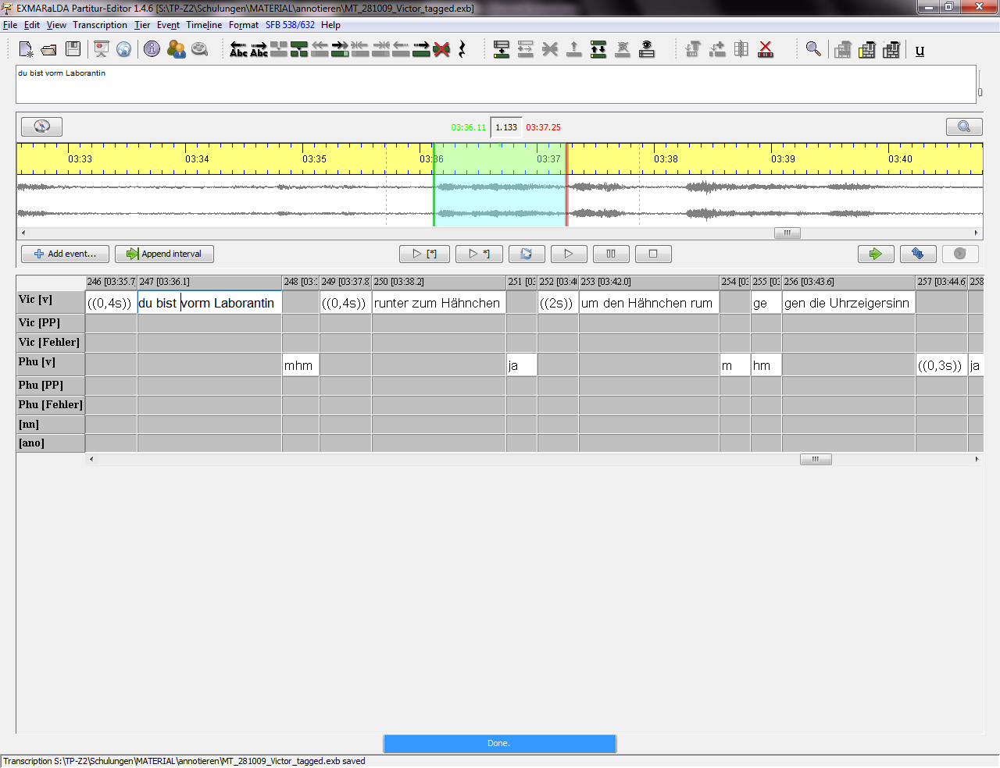 EXMARaLDA Partitur-Editor 1.4.6 [S:\TP-Z2\Schulungen\MATERIAL\annotieren\MT_281009_Victor_tagged.exb]
File Edit View Transcription Tier Event Timeline Format SFB 538/632 Help
Abc Abc u
du bist vorm Laborantin
03:36.11 1.133 03:37.25
03:33 03:34 03:35 03:36 03:37 03:38 03:39 03:40
Add event... Append interval [*] *]
246 [03:35.7 247 [03:36.1] 248 [03: 249 [03:37.8 250 [03:38.2] 251 [03 252 [03:4 253 [03:42.0] 254 [03 255 [03: 256 [03:43.6] 257 [03:44.6 258
Vic [v] ((0,4s)) du bist vorm Laborantin ((0,4s)) runter zum Hähnchen ((2s)) um den Hähnchen rum ge gen die Uhrzeigersinn
Vic [PP]
Vic [Fehler]
Phu [v] mhm ja m hm ((0,3s)) ja
Phu [PP]
Phu [Fehler]
[nn]
[ano]
Done.
Transcription S:\TP-Z2\Schulungen\MATERIAL\annotieren\MT_281009_Victor_tagged.exb saved